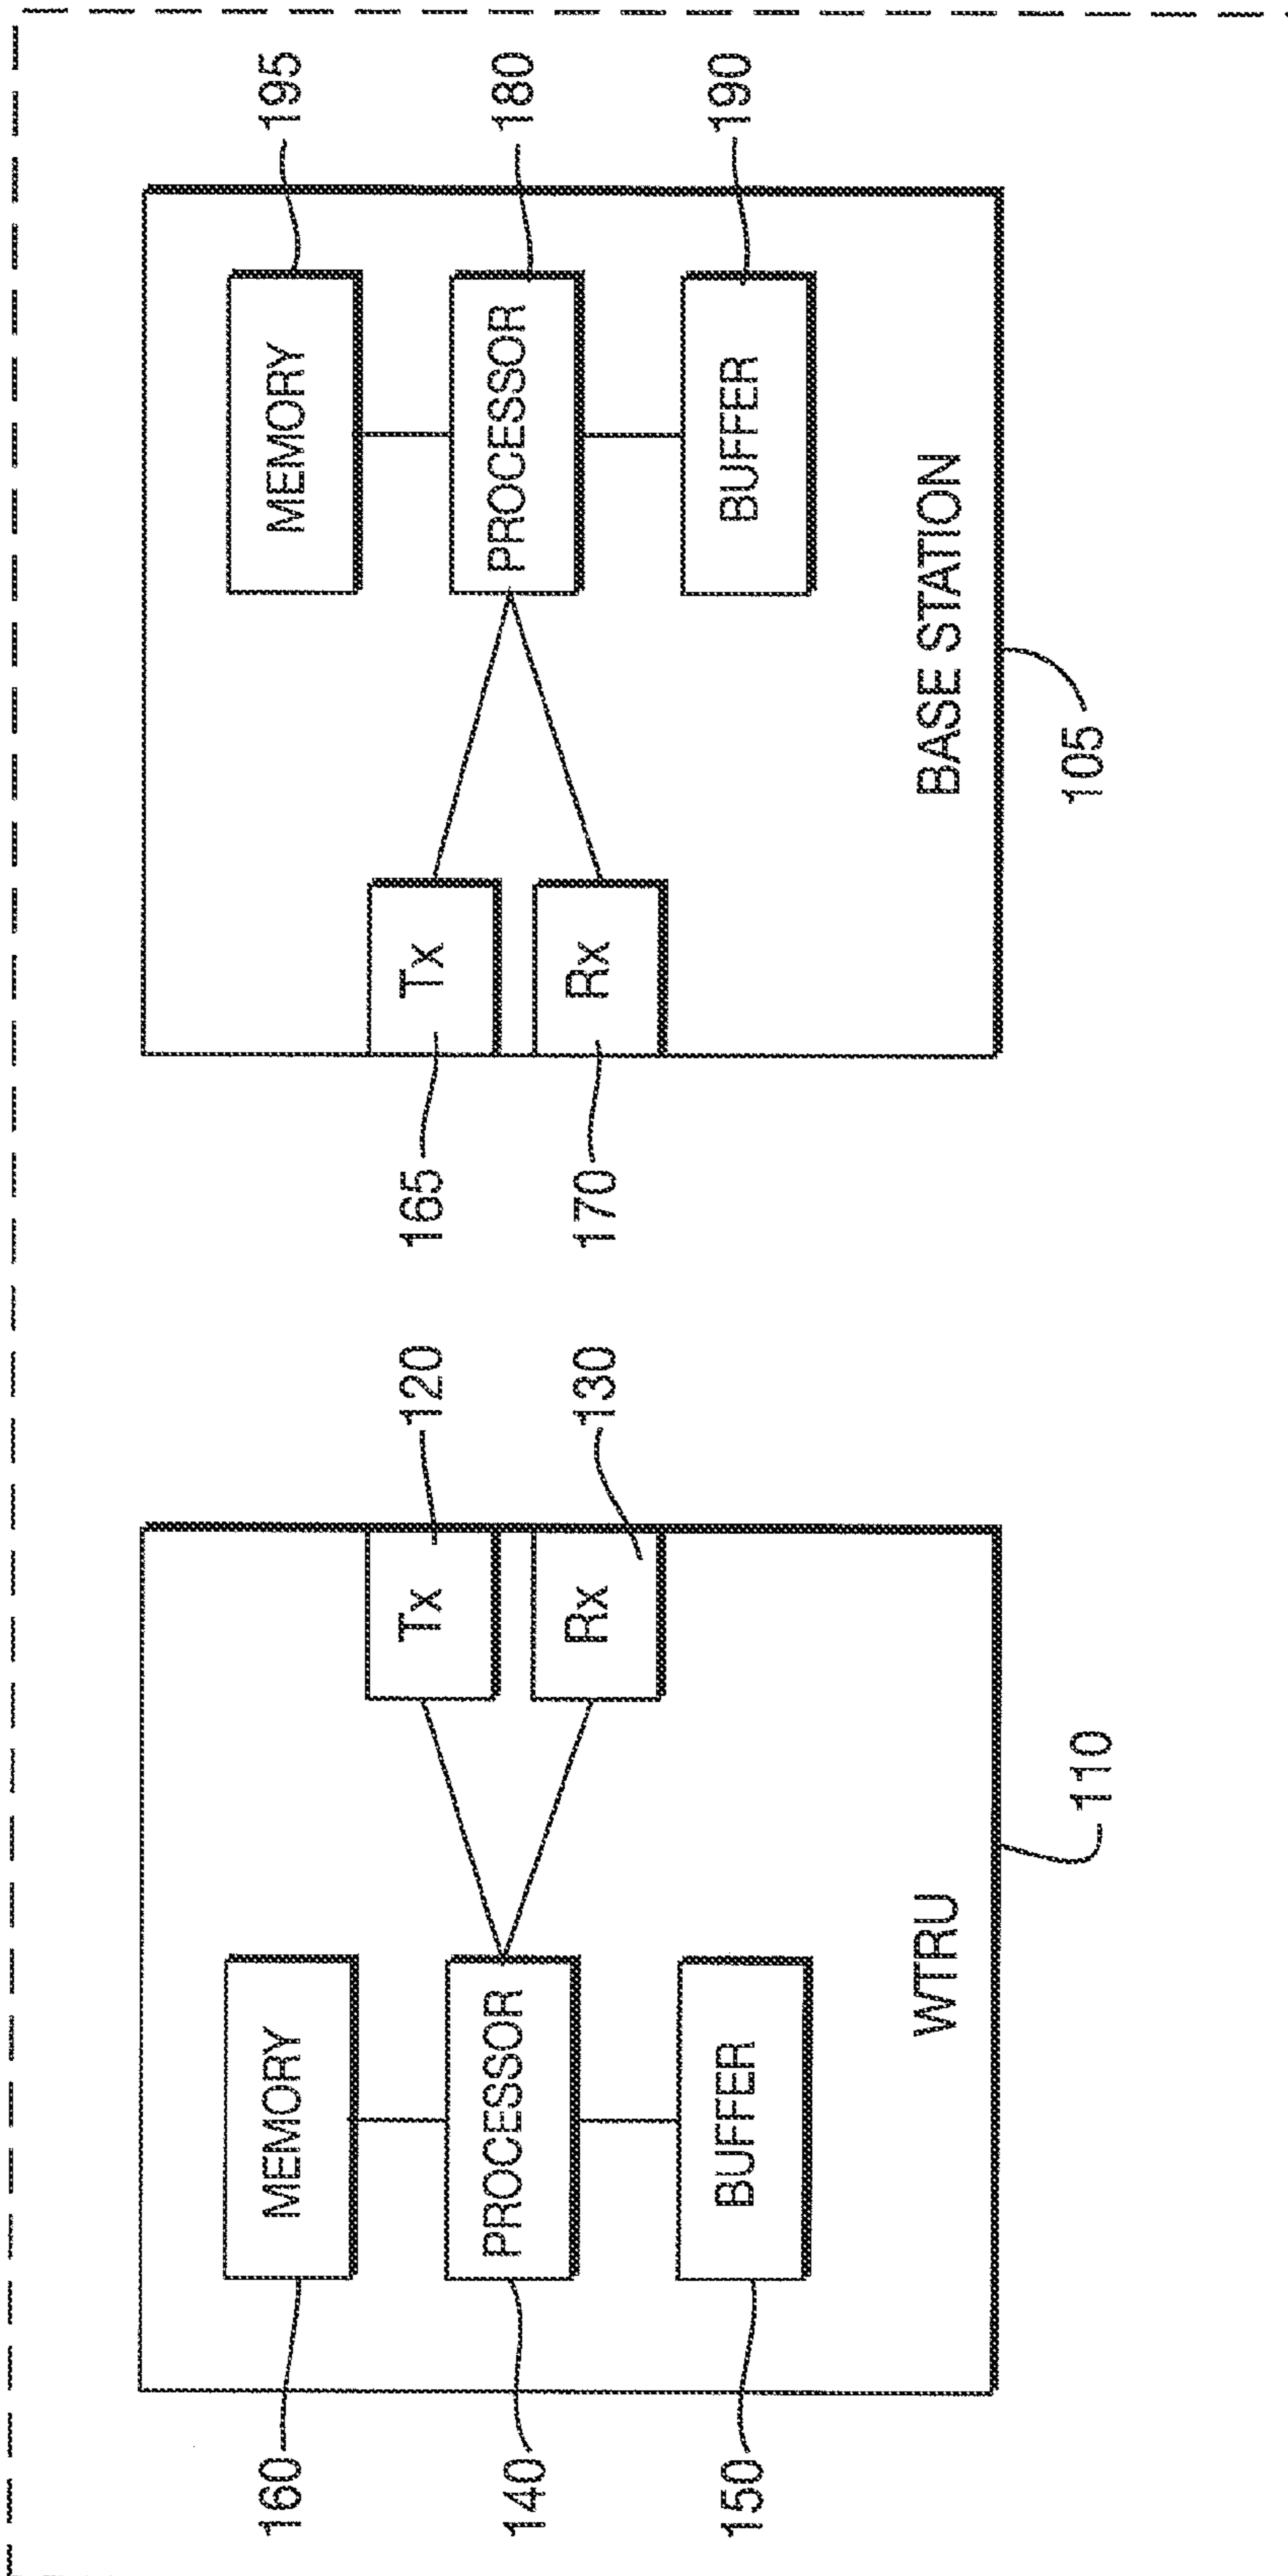 160
MEMORY
140
PROCESSOR
150
BUFFER
Tx
120
Rx
130
WTRU
110
165
Tx
170
Rx
MEMORY
195
PROCESSOR
180
BUFFER
190
BASE STATION
105